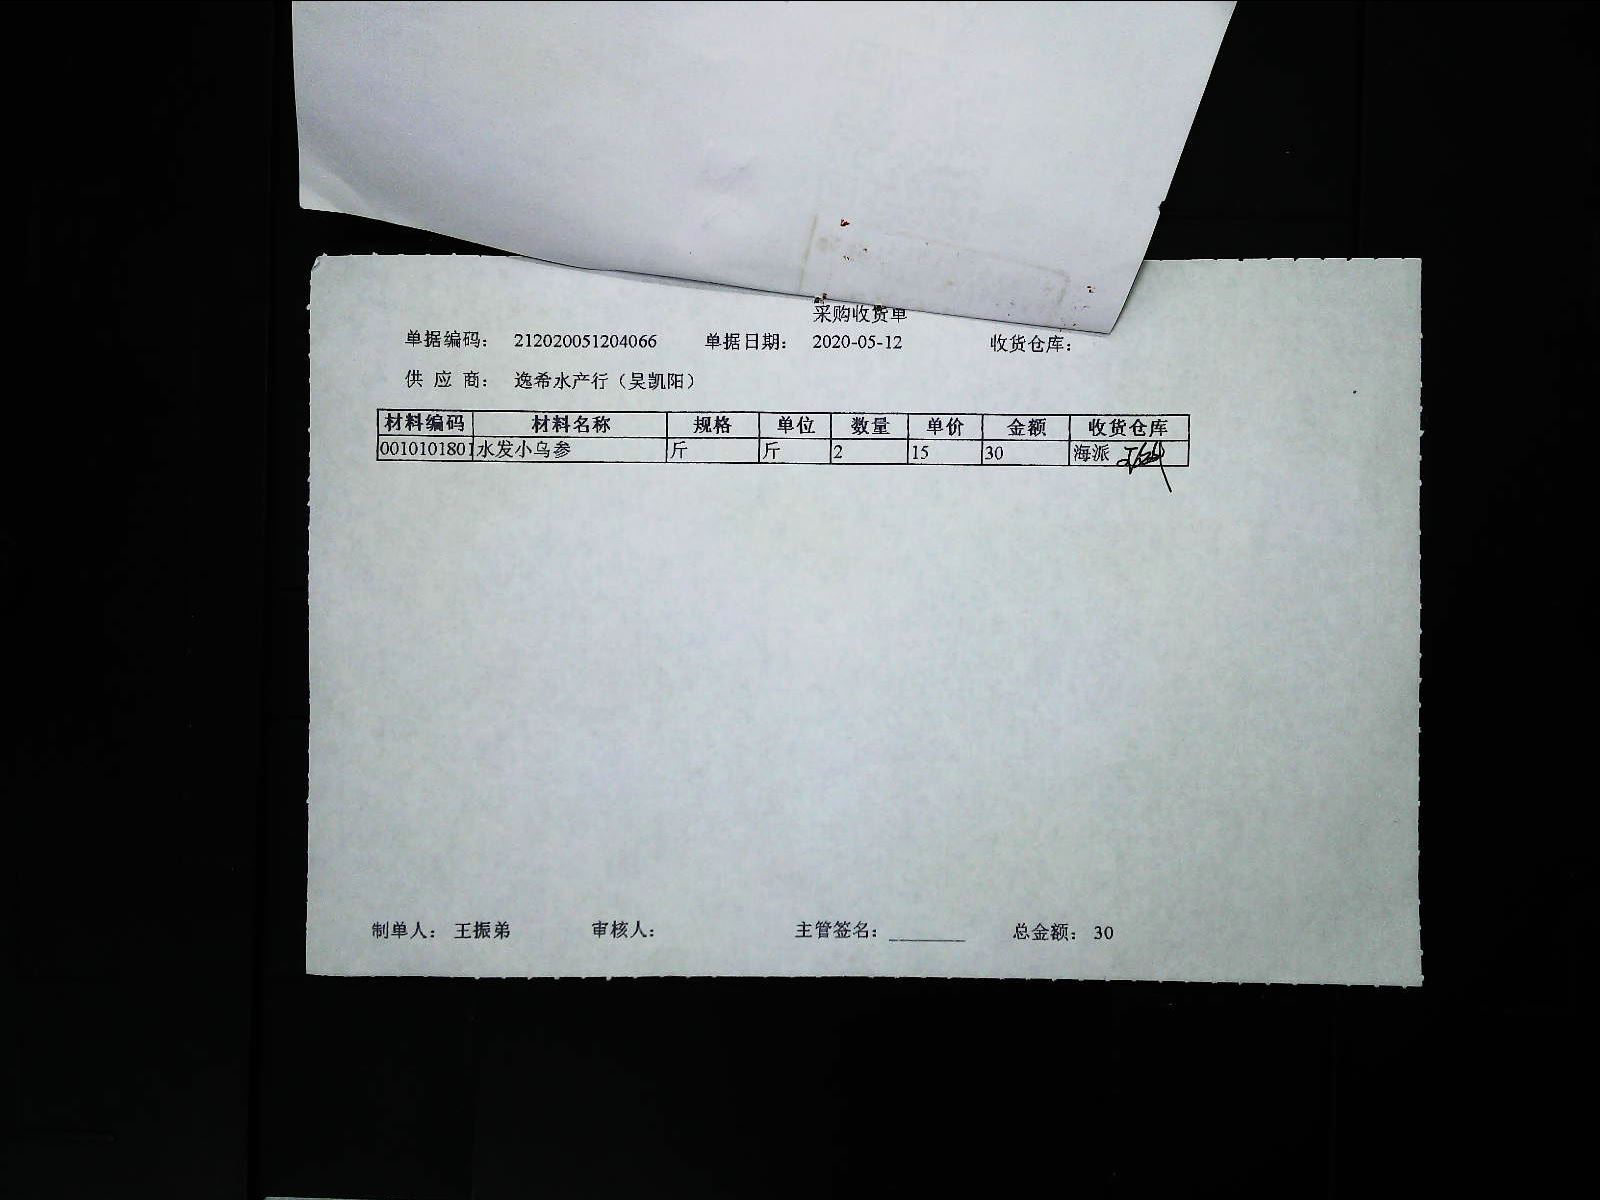 采购收货单
单据编码： 212020051204066 单据日期： 2020-05-12 收货仓库：
供 应 商： 逸希水产行（吴凯阳）
材料编码 材料名称 规格 单位 数量 单价 金额 收货仓库
0010101801 水发小乌参 斤 斤 2 15 30 海派
制单人： 王振弟 审核人： 主管签名： 总金额： 30